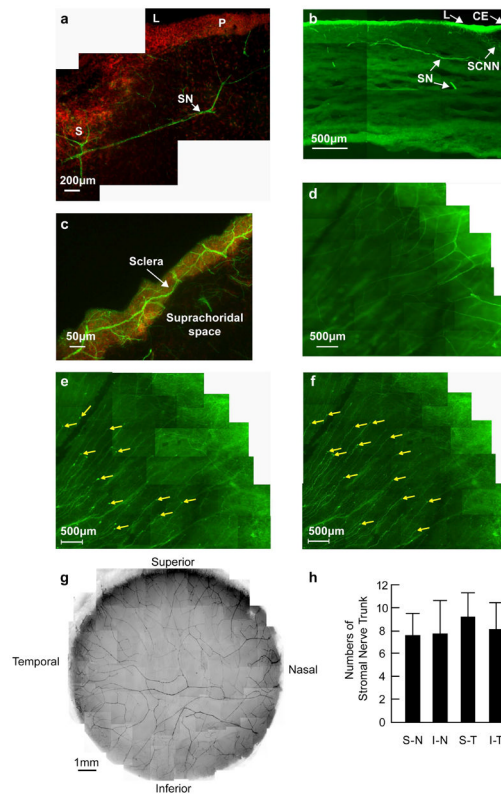 a
L
P
SN
S
200µm
b
L
CE
SN
SCNN
500µm
c
Sclera
Suprachoridal
space
50µm
d
500µm
e
500µm
f
500µm
g
Superior
Temporal
Nasal
1mm
Inferior
h
Numbers of
Stromal Nerve Trunk
12
10
8
6
4
2
0
S-N I-N S-T I-T